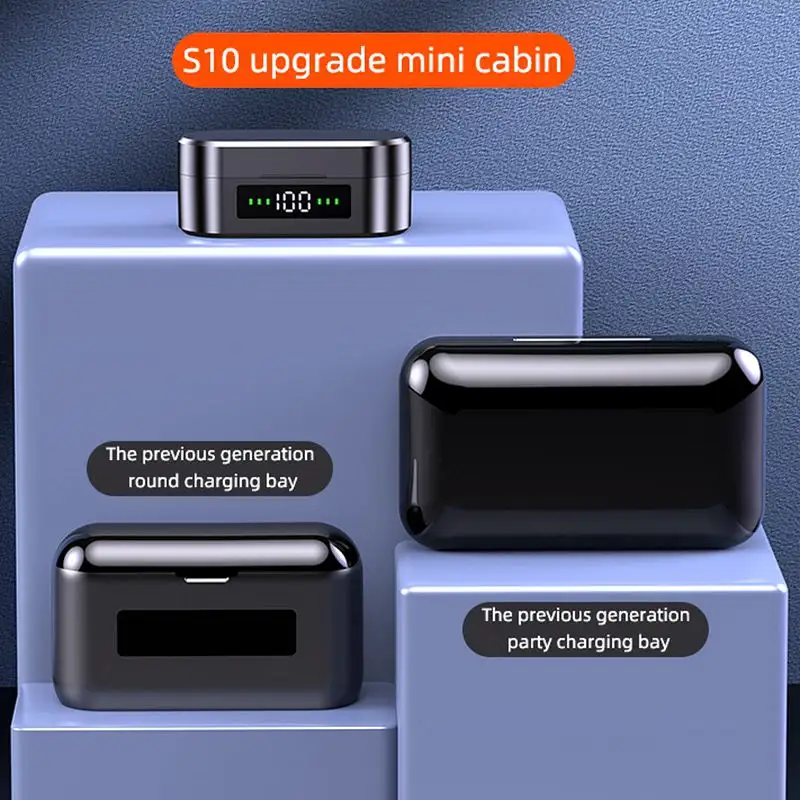 S10 upgrade mini cabin
100
The previous generation
round charging bay
The previous generation
party charging bay